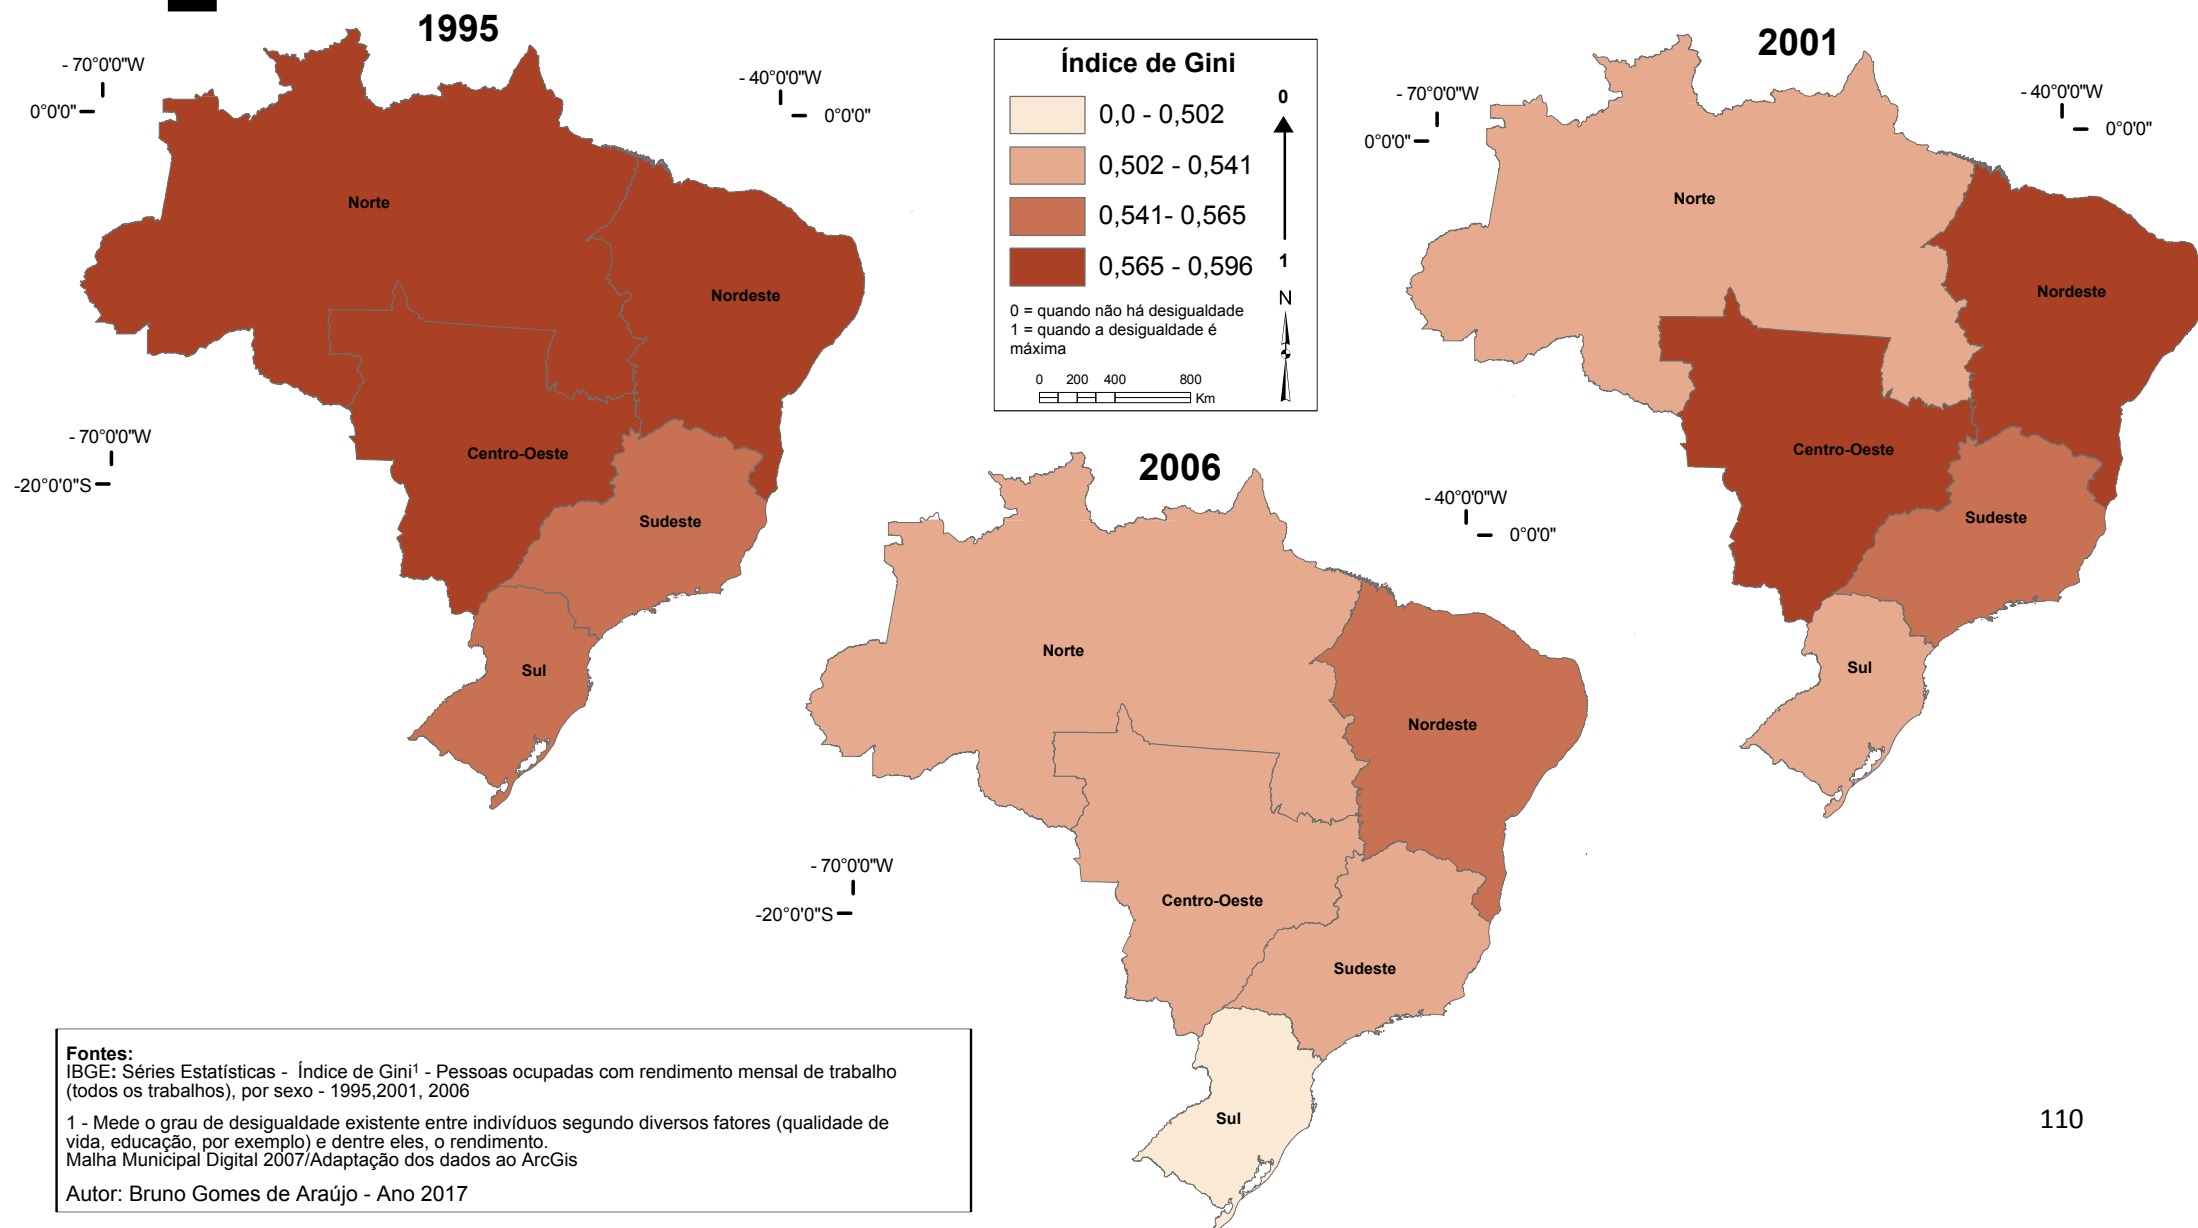 1995
- 70°0'0"W
0°0'0"
- 40°0'0"W
0°0'0"
Norte
Nordeste
Centro-Oeste
Sudeste
Sul
- 70°0'0"W
-20°0'0"S
Índice de Gini
0,0 - 0,502
0,502 - 0,541
0,541- 0,565
0,565 - 0,596
0
1
N
0 = quando não há desigualdade
1 = quando a desigualdade é
máxima
0 200 400 800
Km
2001
- 70°0'0"W
0°0'0"
- 40°0'0"W
0°0'0"
Norte
Nordeste
Centro-Oeste
Sudeste
Sul
2006
- 40°0'0"W
0°0'0"
Norte
Nordeste
Centro-Oeste
Sudeste
Sul
- 70°0'0"W
-20°0'0"S
Fontes:
IBGE: Séries Estatísticas - Índice de Gini¹ - Pessoas ocupadas com rendimento mensal de trabalho
(todos os trabalhos), por sexo - 1995,2001, 2006
1 - Mede o grau de desigualdade existente entre indivíduos segundo diversos fatores (qualidade de
vida, educação, por exemplo) e dentre eles, o rendimento.
Malha Municipal Digital 2007/Adaptação dos dados ao ArcGis
Autor: Bruno Gomes de Araújo - Ano 2017
110